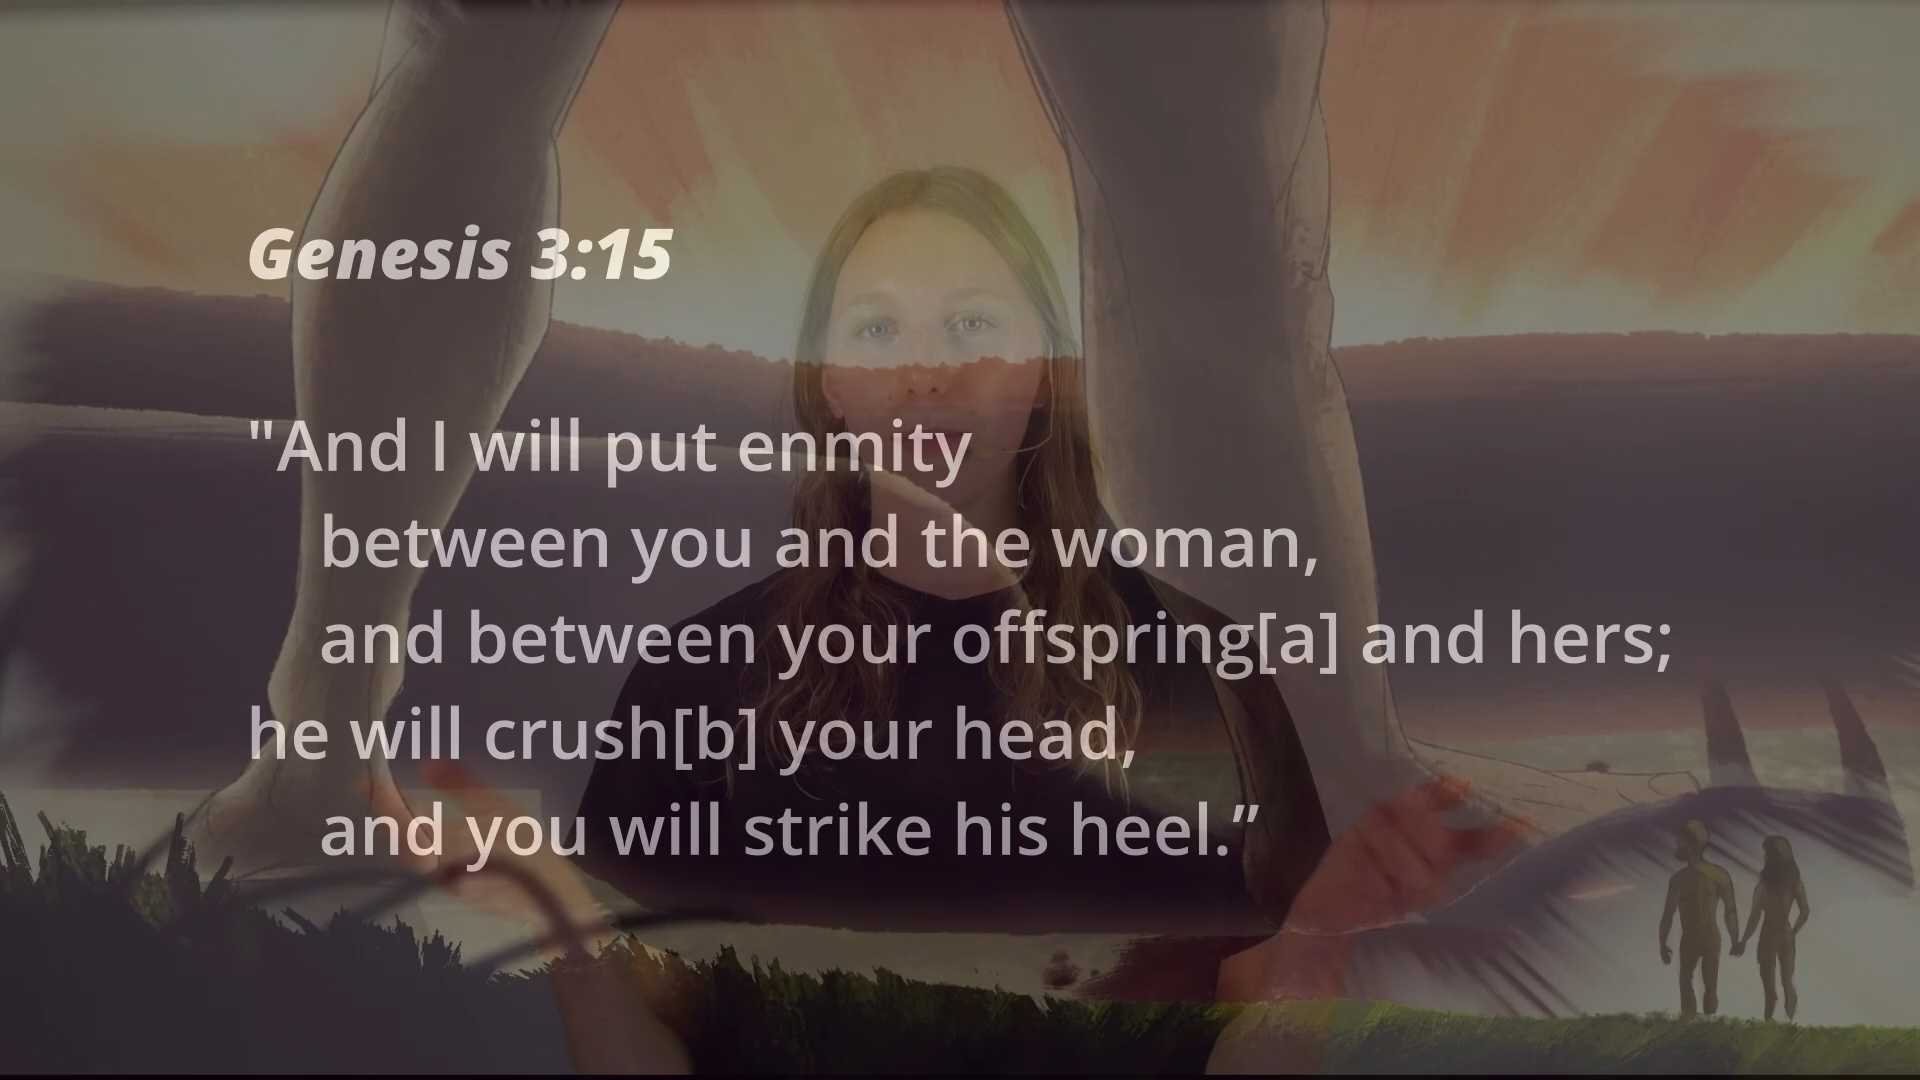 Genesis 3:15
"And I will put enmity
between you and the woman,
and between your offspring[a] and hers;
he will crush[b] your head,
and you will strike his heel.”